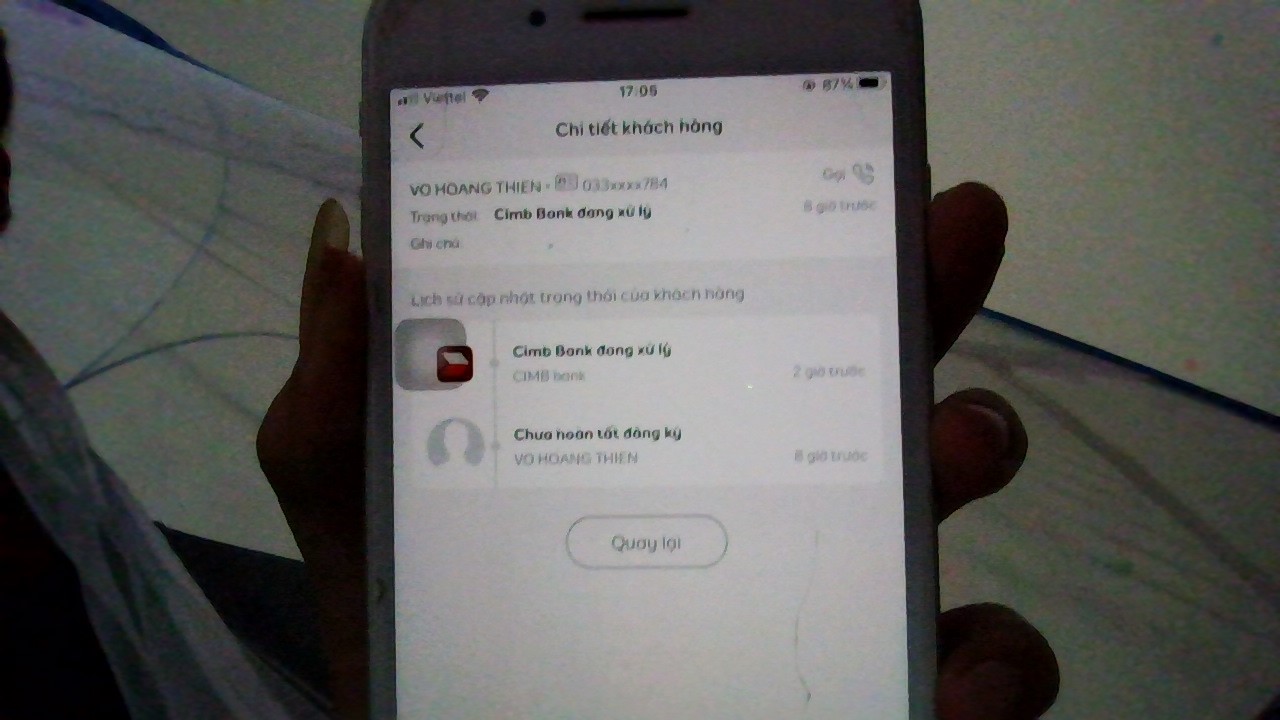 Viettel 17:05 87%
Chi tiết khách hàng
VO HOANG THIEN - 033xxxx784 Gọi
Trạng thái Cimb Bank đang xử lý 8 giờ trước
Ghi chú
Lịch sử cập nhật trạng thái của khách hàng
Cimb Bank đang xử lý
CIMB bank 2 giờ trước
Chưa hoàn tất đăng ký
VO HOANG THIEN 8 giờ trước
Quay lại